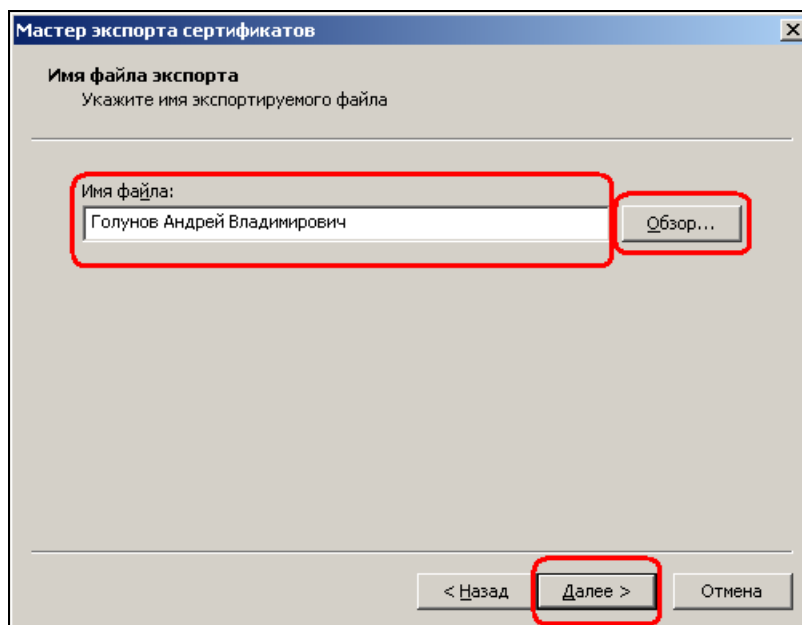 Мастер экспорта сертификатов
Имя файла экспорта
Укажите имя экспортируемого файла
Имя файла:
Голунов Андрей Владимирович
Обзор...
< Назад
Далее >
Отмена